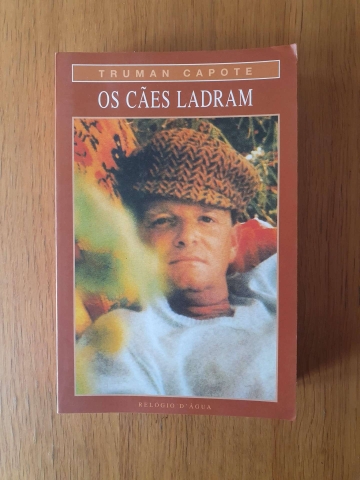 TRUMAN CAPOTE
OS CÃES LADRAM
RELÓGIO D'ÁGUA